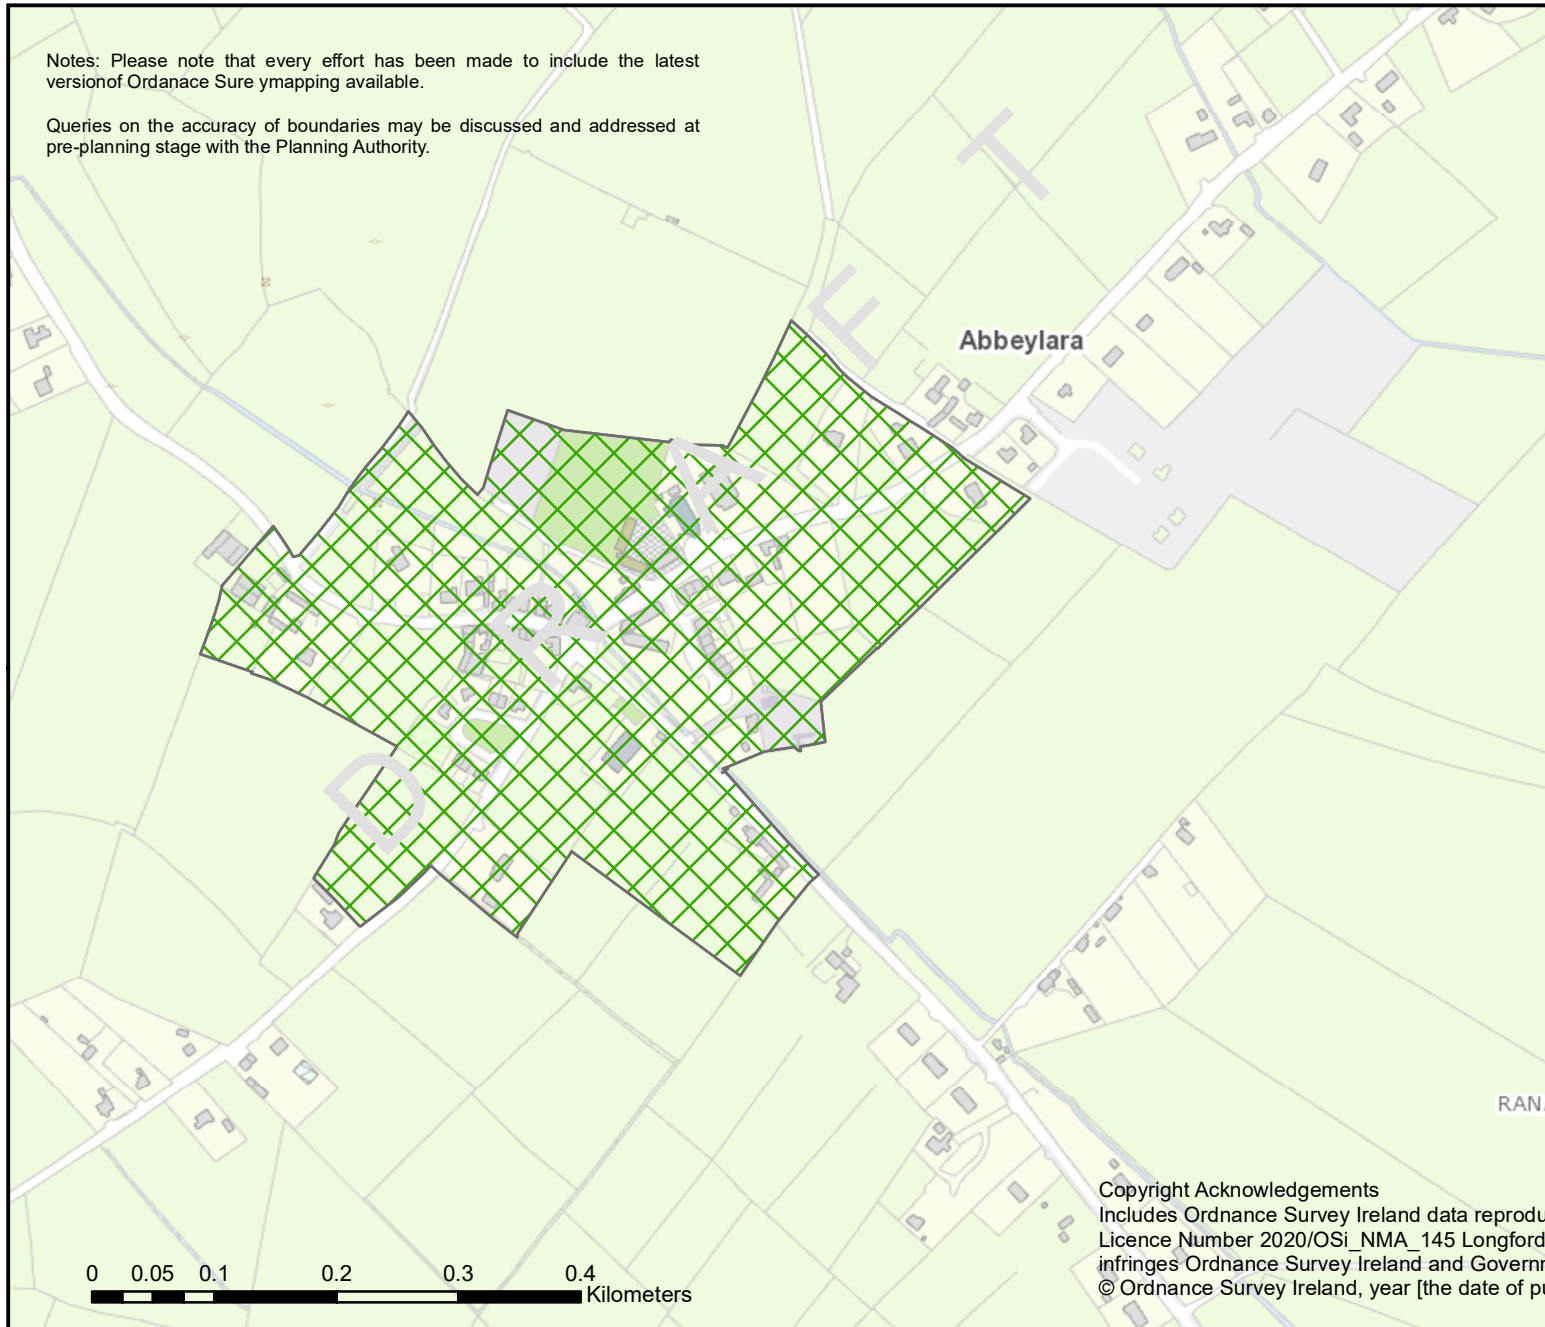 Notes: Please note that every effort has been made to include the latest
versionof Ordanace Sure ymapping available.
Queries on the accuracy of boundaries may be discussed and addressed at
pre-planning stage with the Planning Authority.
D R A F T
Abbeylara
RAN
Copyright Acknowledgements
Includes Ordnance Survey Ireland data reprodu
Licence Number 2020/OSi_NMA_145 Longford
infringes Ordnance Survey Ireland and Govern
© Ordnance Survey Ireland, year [the date of pu
0 0.05 0.1 0.2 0.3 0.4
Kilometers